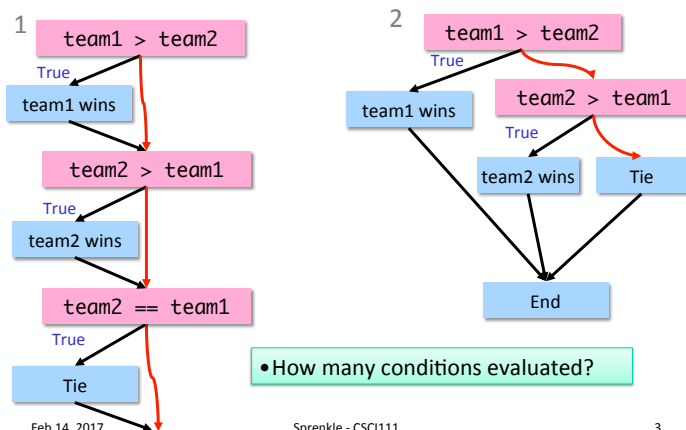 1
team1 > team2
True
team1 wins
team2 > team1
True
team2 wins
team2 == team1
True
Tie
2
team1 > team2
True
team1 wins
team2 > team1
True
team2 wins
Tie
End
•How many conditions evaluated?
Feb 14, 2017
Sprenkle - CSCI111
3